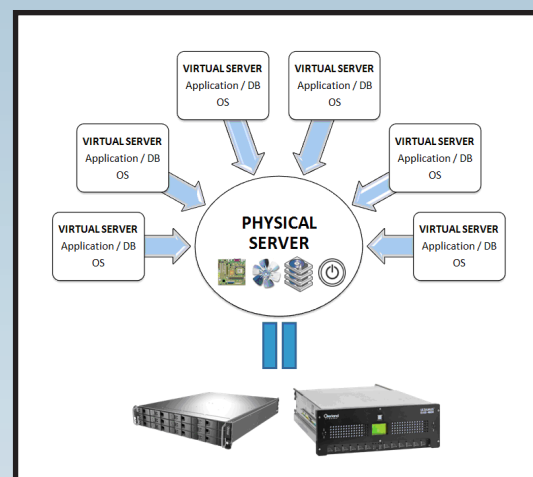 VIRTUAL SERVER
Application / DB
OS
VIRTUAL SERVER
Application / DB
OS
VIRTUAL SERVER
Application / DB
OS
VIRTUAL SERVER
Application / DB
OS
VIRTUAL SERVER
Application / DB
OS
VIRTUAL SERVER
Application / DB
OS
PHYSICAL
SERVER